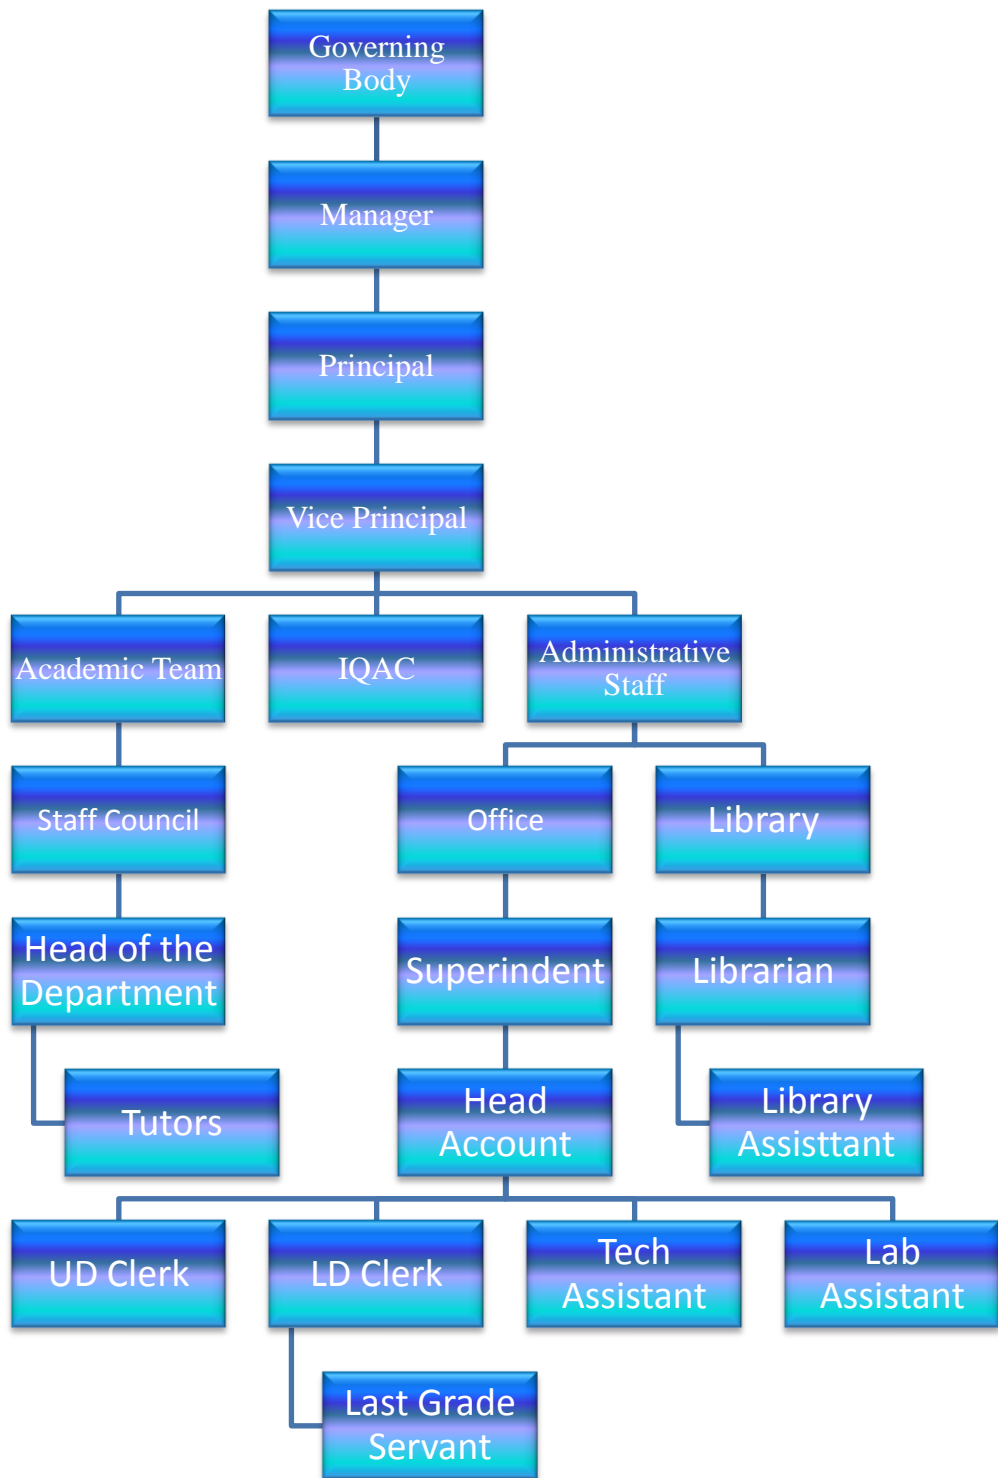 Governing
Body
Manager
Principal
Vice Principal
Academic Team
IQAC
Administrative
Staff
Staff Council
Office
Library
Head of the
Department
Superindent
Librarian
Tutors
Head
Account
Library
Assisttant
UD Clerk
LD Clerk
Tech
Assistant
Lab
Assistant
Last Grade
Servant